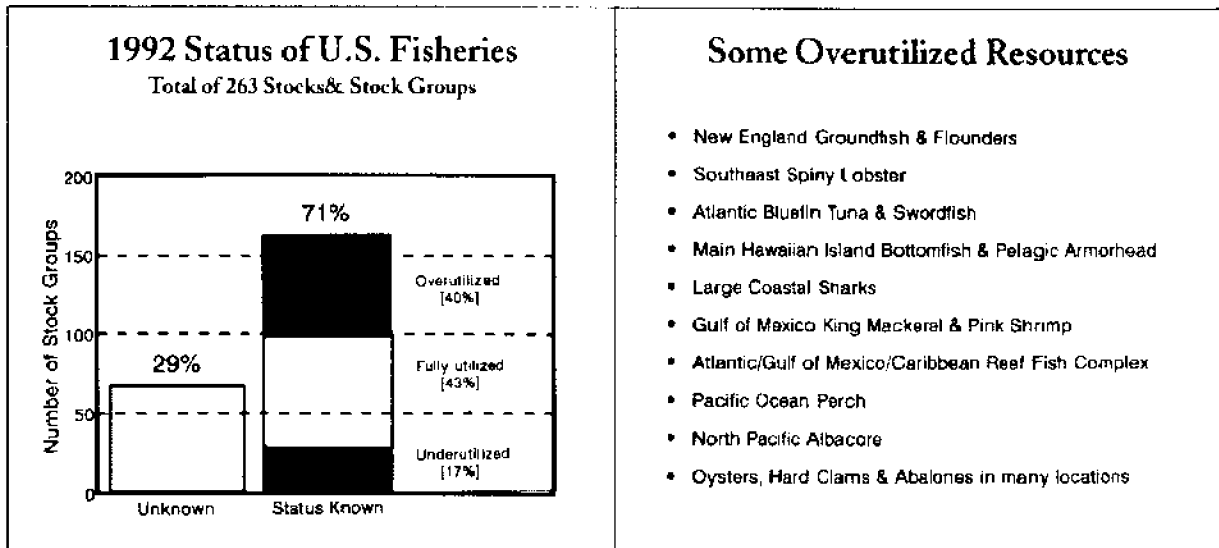 1992 Status of U.S. Fisheries
Total of 263 Stocks& Stock Groups
Number of Stock Groups
200
150
100
50
0
29%
71%
Overutilized
[40%]
Fully utilized
[43%]
Underutilized
[17%]
Unknown
Status Known
Some Overutilized Resources
• New England Groundfish & Flounders
• Southeast Spiny Lobster
• Atlantic Bluefin Tuna & Swordfish
• Main Hawaiian Island Bottomfish & Pelagic Armorhead
• Large Coastal Sharks
• Gulf of Mexico King Mackeral & Pink Shrimp
• Atlantic/Gulf of Mexico/Caribbean Reef Fish Complex
• Pacific Ocean Perch
• North Pacific Albacore
• Oysters, Hard Clams & Abalones in many locations